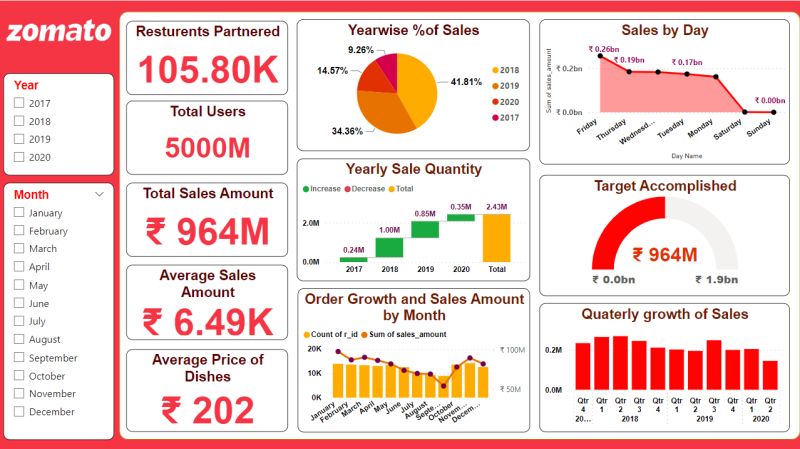 zomato
Year
2017
2018
2019
2020
Month
January
February
March
April
May
June
July
August
September
October
November
December
Resturents Partnered
105.80K
Total Users
5000M
Total Sales Amount
₹ 964M
Average Sales
Amount
₹ 6.49K
Average Price of
Dishes
₹ 202
Yearwise %of Sales
9.26%
14.57%
41.81%
34.36%
2018
2019
2020
2017
Yearly Sale Quantity
Increase Decrease Total
2.0M
0.0M
0.24M
1.00M
0.85M
0.35M
2.43M
2017 2018 2019 2020 Total
Order Growth and Sales Amount
by Month
Count of r_id Sum of sales_amount
20K
10K
0K
₹ 100M
₹ 50M
January
February
March
April
May
June
July
August
Septe...
October
Novem...
Decem...
Sales by Day
Sum of sales_amount
₹ 0.2bn
₹ 0.0bn
₹ 0.26bn
₹ 0.19bn
₹ 0.17bn
₹ 0.00bn
Friday
Thursday
Wednesd...
Tuesday
Monday
Saturday
Sunday
Day Name
Target Accomplished
₹ 964M
₹ 0.0bn
₹ 1.9bn
Quaterly growth of Sales
0.2M
0.0M
Qtr Qtr Qtr Qtr Qtr Qtr Qtr Qtr Qtr Qtr Qtr
4 1 2 3 4 1 2 3 4 1 2
20... 2018 2019 2020